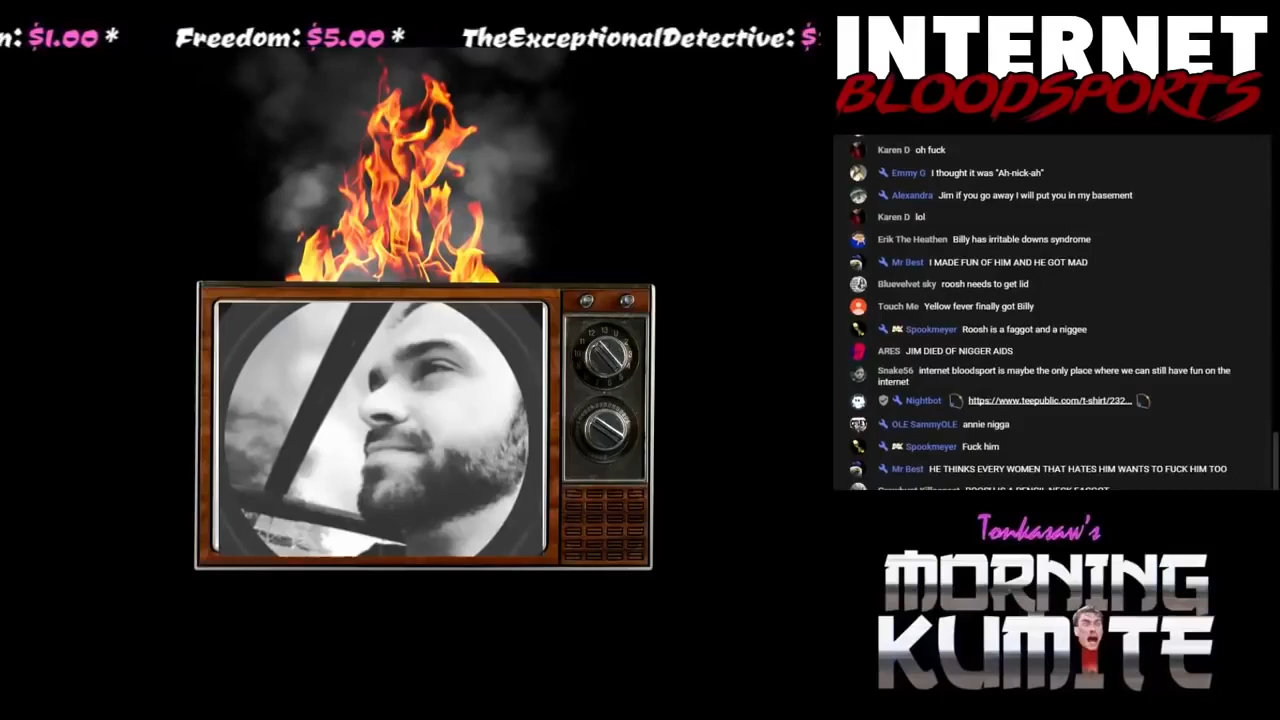 n: $1.00 * Freedom: $5.00 * TheExceptionalDetective: $
INTERNET
BLOODSPORTS
Karen D oh fuck
Emmy G I thought it was "Ah-nick-ah"
Alexandra Jim if you go away I will put you in my basement
Karen D lol
Erik The Heathen Billy has irritable downs syndrome
Mr Best I MADE FUN OF HIM AND HE GOT MAD
Bluevelvet sky roosh needs to get lid
Touch Me Yellow fever finally got Billy
Spookmeyer Roosh is a faggot and a niggee
ARES JIM DIED OF NIGGER AIDS
Snake56 internet bloodsport is maybe the only place where we can still have fun on the
internet
Nightbot https://www.teepublic.com/t-shirt/232...
OLE SammyOLE annie nigga
Spookmeyer Fuck him
Mr Best HE THINKS EVERY WOMEN THAT HATES HIM WANTS TO FUCK HIM TOO
Tonkasaw's
MORNING
KUMITE